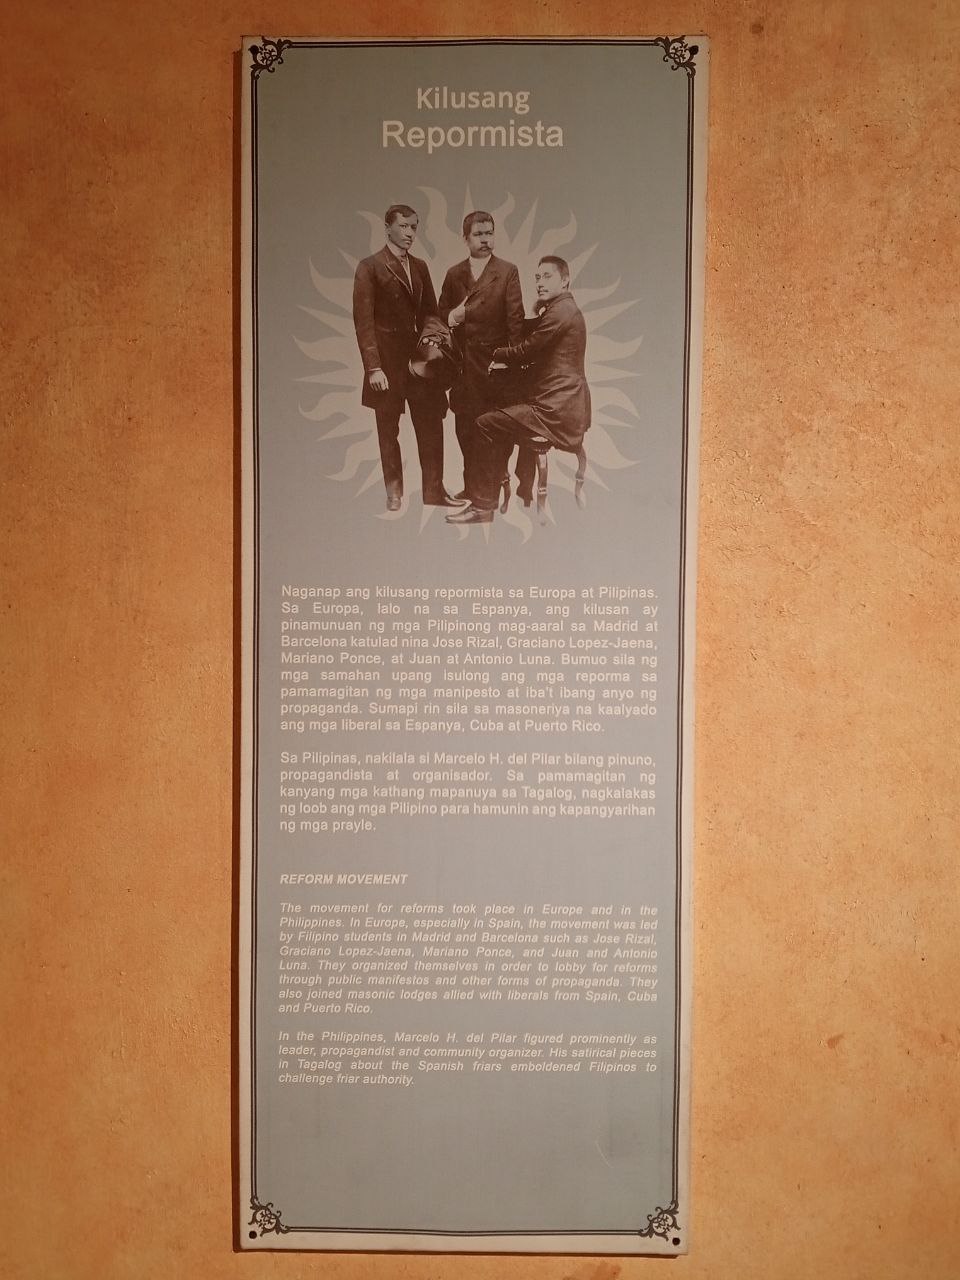 Kilusang
Repormista
Naganap ang kilusang repormista sa Europa at Pilipinas.
Sa Europa, lalo na sa Espanya, ang kilusan ay
pinamunuan ng mga Pilipinong mag-aaral sa Madrid at
Barcelona katulad nina Jose Rizal, Graciano Lopez-Jaena,
Mariano Ponce, at Juan at Antonio Luna. Bumuo sila ng
mga samahan upang isulong ang mga reporma sa
pamamagitan ng mga manipesto at iba't ibang anyo ng
propaganda. Sumapi rin sila sa masoneriya na kaalyado
ang mga liberal sa Espanya, Cuba at Puerto Rico.
Sa Pilipinas, nakilala si Marcelo H. del Pilar bilang pinuno,
propagandista at organisador. Sa pamamagitan ng
kanyang mga kathang mapanuya sa Tagalog, nagkalakas
ng loob ang mga Pilipino para hamunin ang kapangyarihan
ng mga prayle.
REFORM MOVEMENT
The movement for reforms took place in Europe and in the
Philippines. In Europe, especially in Spain, the movement was led
by Filipino students in Madrid and Barcelona such as Jose Rizal,
Graciano Lopez-Jaena, Mariano Ponce, and Juan and Antonio
Luna. They organized themselves in order to lobby for reforms
through public manifestos and other forms of propaganda. They
also joined masonic lodges allied with liberals from Spain, Cuba
and Puerto Rico.
In the Philippines, Marcelo H. del Pilar figured prominently as
leader, propagandist and community organizer. His satirical pieces
in Tagalog about the Spanish friars emboldened Filipinos to
challenge friar authority.